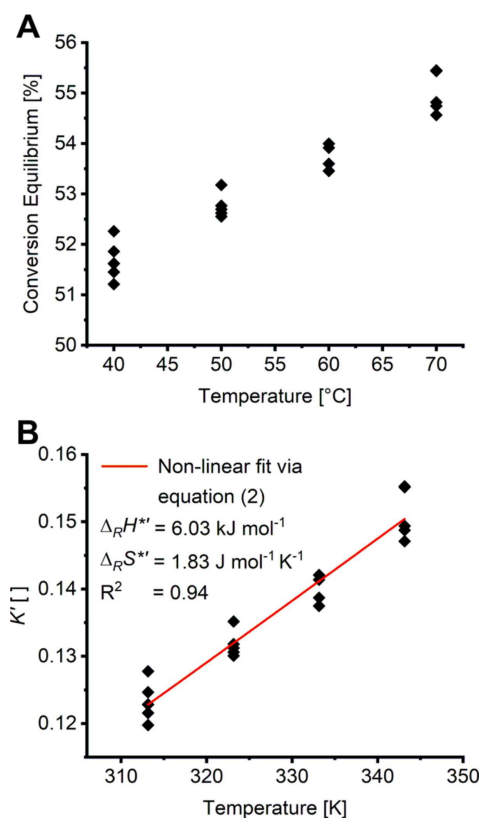 A
56
55
54
53
52
51
50
Conversion Equilibrium [%]
40 45 50 55 60 65 70
Temperature [°C]
B
0.16
0.15
0.14
0.13
0.12
K′ [ ]
Non-linear fit via
equation (2)
ΔRH*′ = 6.03 kJ mol⁻¹
ΔRS*′ = 1.83 J mol⁻¹ K⁻¹
R² = 0.94
310 320 330 340 350
Temperature [K]